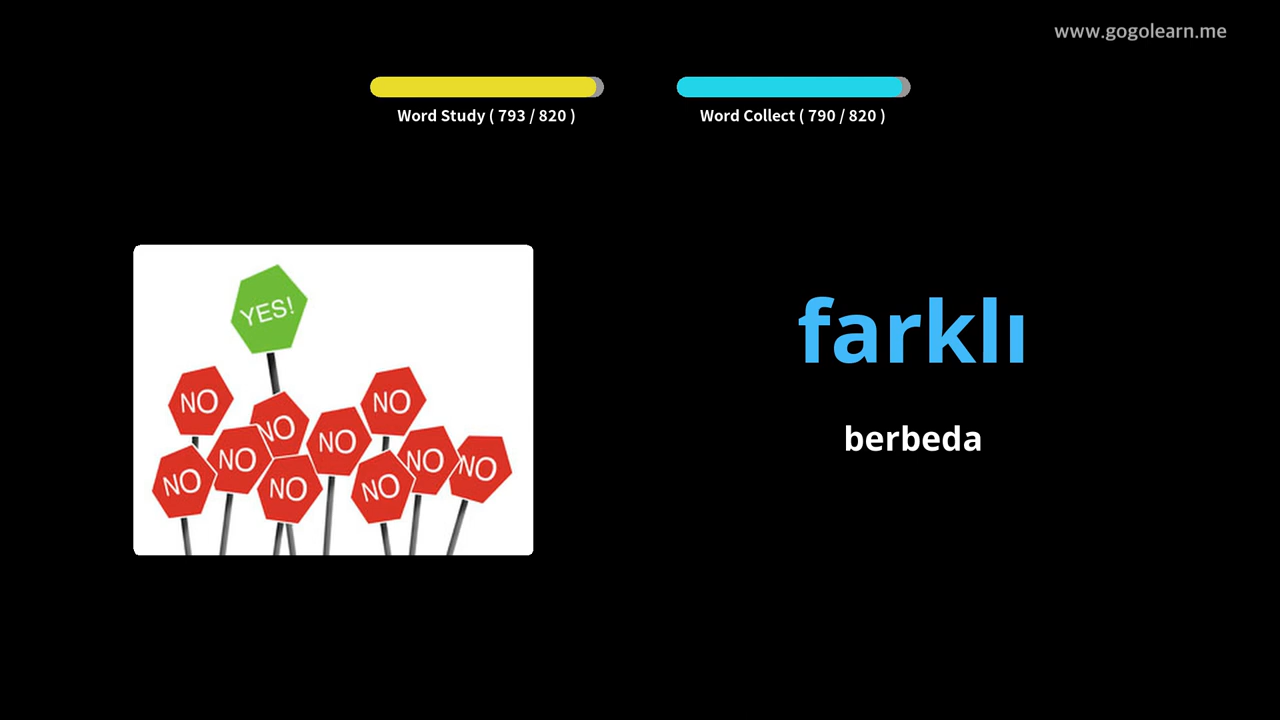 www.gogolearn.me
Word Study ( 793 / 820 )
Word Collect ( 790 / 820 )
YES!
NO
NO
NO
NO
NO
NO
NO
NO
NO
NO
farklı
berbeda